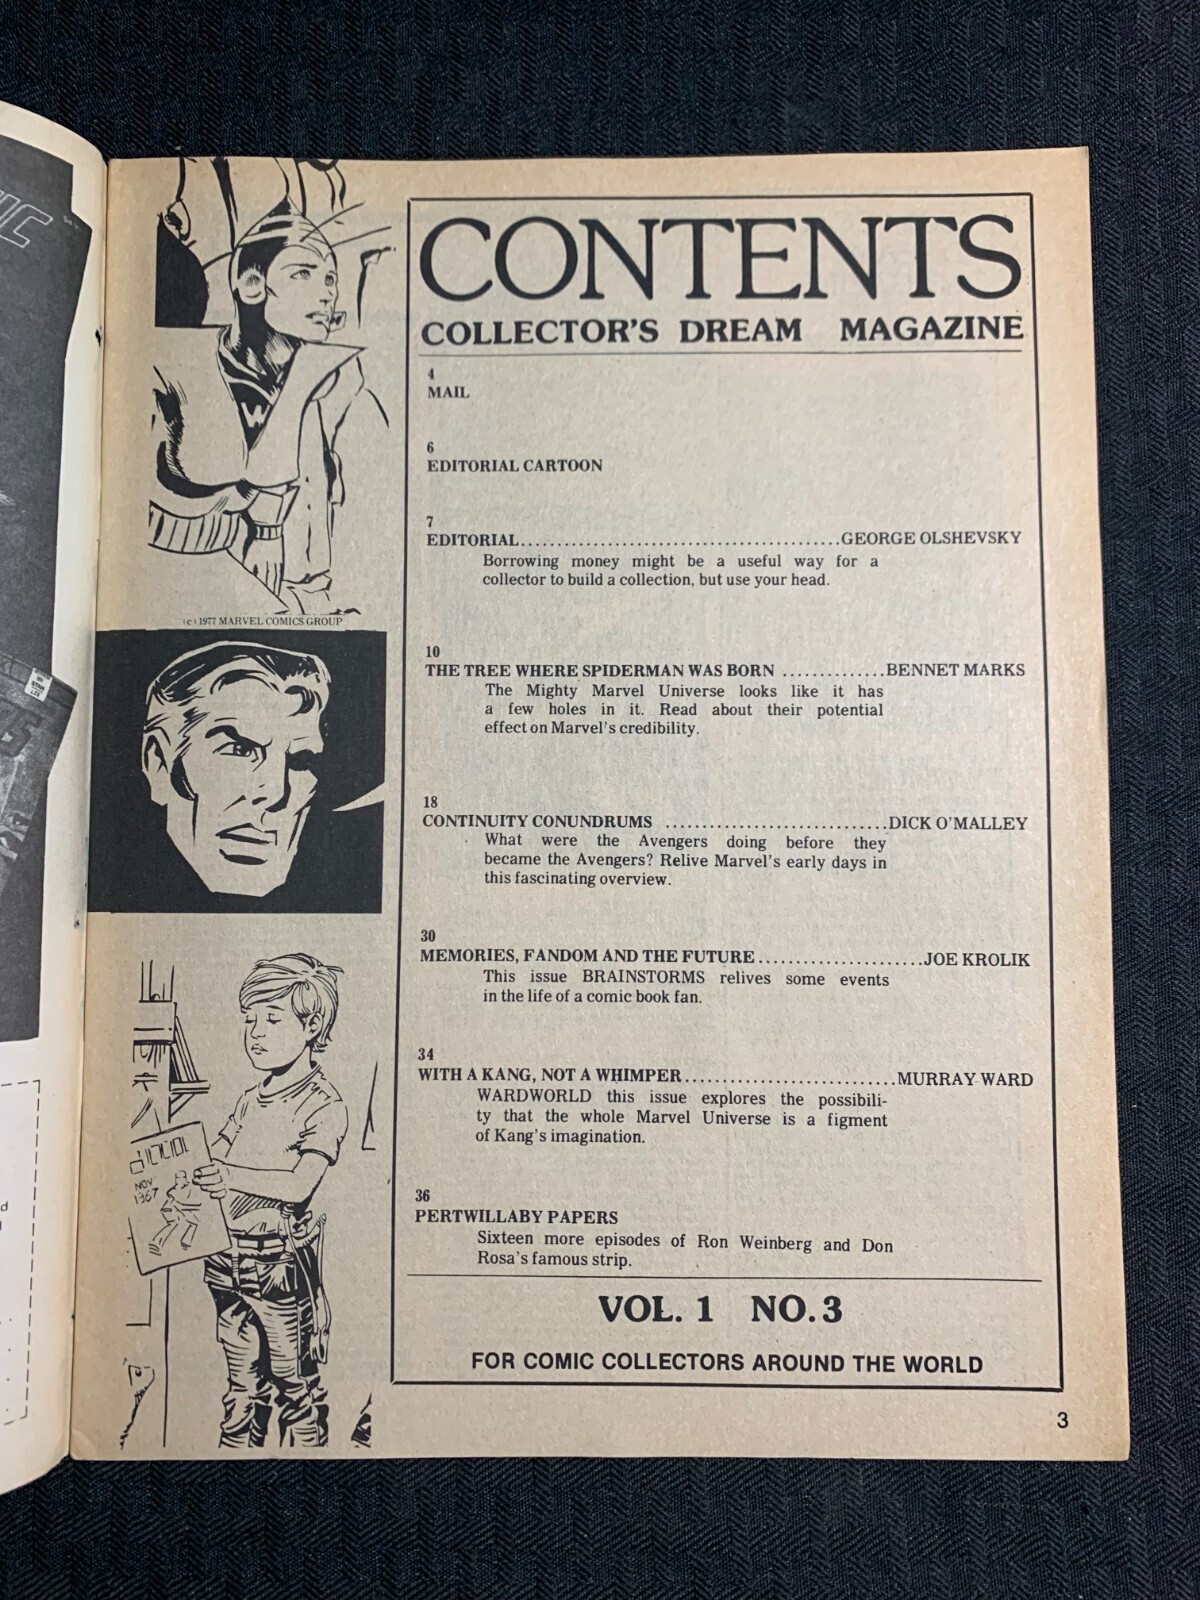 CONTENTS
COLLECTOR'S DREAM MAGAZINE
4
MAIL
6
EDITORIAL CARTOON
7
EDITORIAL..........................................GEORGE OLSHEVSKY
Borrowing money might be a useful way for a
collector to build a collection, but use your head.
10
THE TREE WHERE SPIDERMAN WAS BORN ..............BENNET MARKS
The Mighty Marvel Universe looks like it has
a few holes in it. Read about their potential
effect on Marvel's credibility.
18
CONTINUITY CONUNDRUMS ..............................DICK O'MALLEY
What were the Avengers doing before they
became the Avengers? Relive Marvel's early days in
this fascinating overview.
30
MEMORIES, FANDOM AND THE FUTURE......................JOE KROLIK
This issue BRAINSTORMS relives some events
in the life of a comic book fan.
34
WITH A KANG, NOT A WHIMPER............................MURRAY WARD
WARDWORLD this issue explores the possibili-
ty that the whole Marvel Universe is a figment
of Kang's imagination.
36
PERTWILLABY PAPERS
Sixteen more episodes of Ron Weinberg and Don
Rosa's famous strip.
VOL. 1 NO. 3
FOR COMIC COLLECTORS AROUND THE WORLD
3
W
(c) 1977 MARVEL COMICS GROUP
NOV
1967